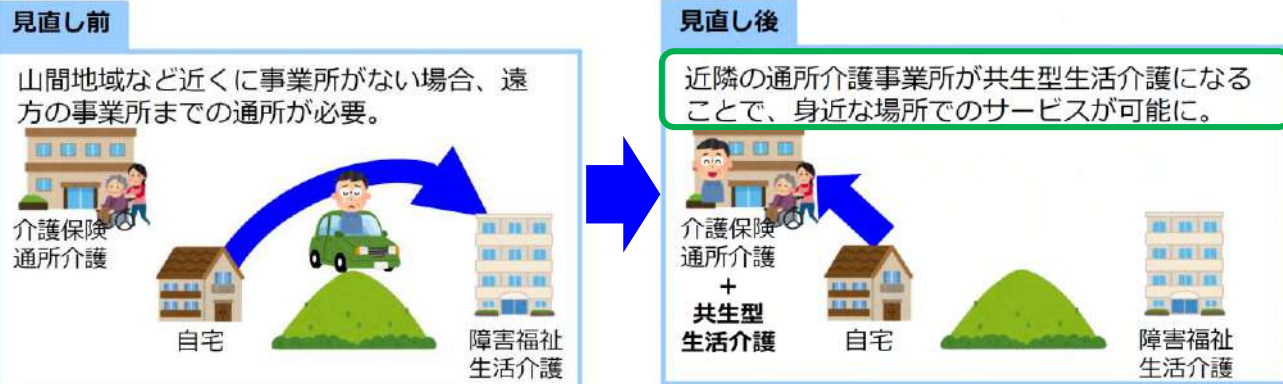 見直し前
山間地域など近くに事業所がない場合、遠
方の事業所までの通所が必要。
介護保険
通所介護
自宅
障害福祉
生活介護
見直し後
近隣の通所介護事業所が共生型生活介護になる
ことで、身近な場所でのサービスが可能に。
介護保険
通所介護
+
共生型
生活介護
自宅
障害福祉
生活介護